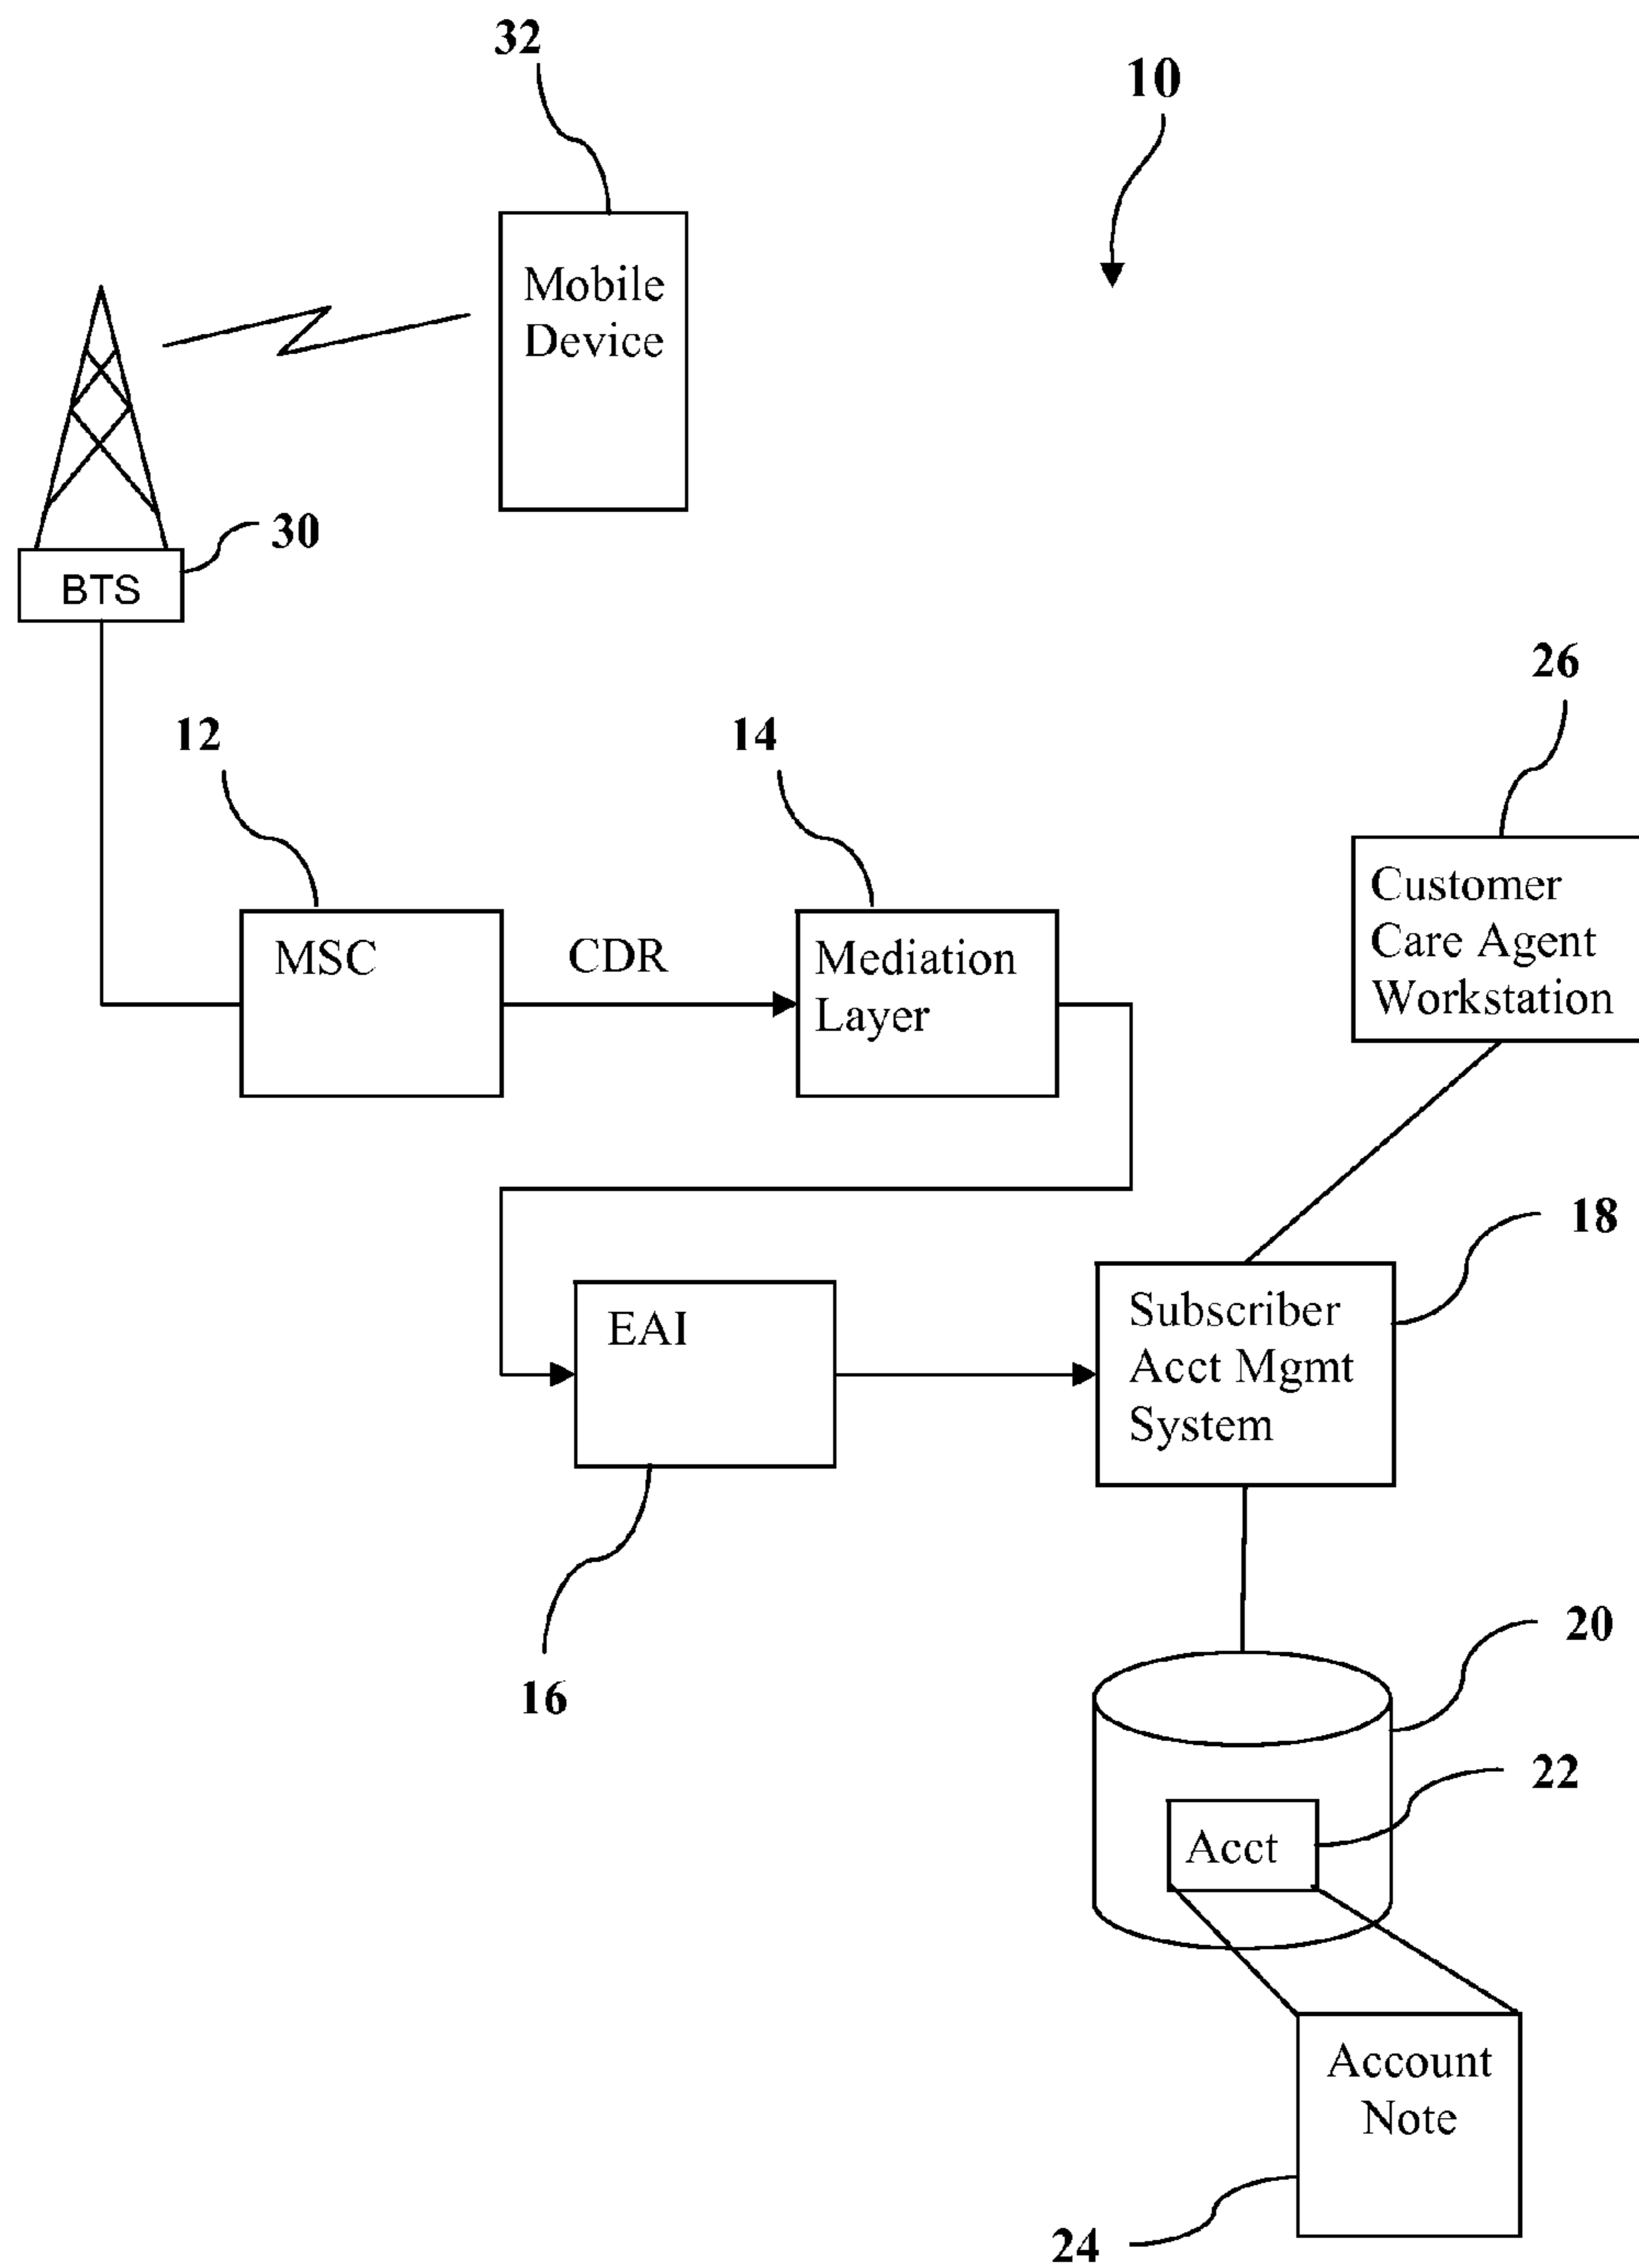 32
10
Mobile
Device
30
BTS
26
12
14
Customer
Care Agent
Workstation
MSC
CDR
Mediation
Layer
18
EAI
Subscriber
Acct Mgmt
System
16
20
22
Acct
Account
Note
24